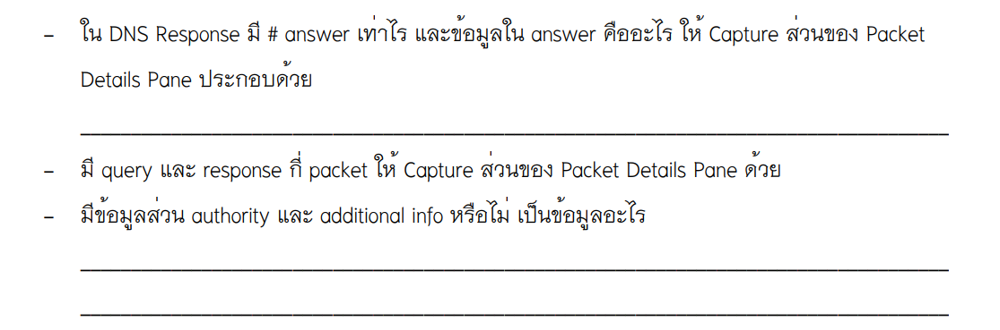 - ใน DNS Response มี # answer เท่าไร และข้อมูลใน answer คืออะไร ให้ Capture ส่วนของ Packet
Details Pane ประกอบด้วย
- มี query และ response กี่ packet ให้ Capture ส่วนของ Packet Details Pane ด้วย
- มีข้อมูลส่วน authority และ additional info หรือไม่ เป็นข้อมูลอะไร